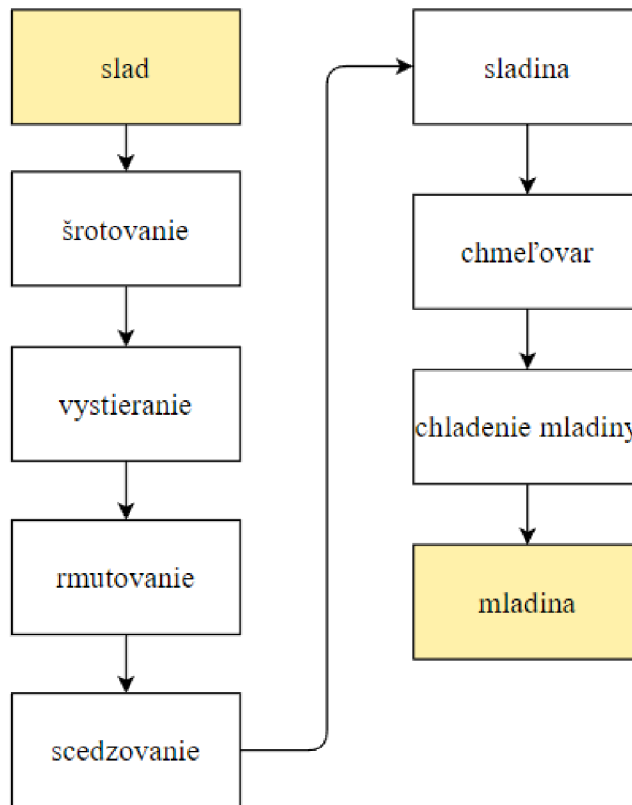 slad
šrotovanie
vystieranie
rmutovanie
scedzovanie
sladina
chmeľovar
chladenie mladiny
mladina